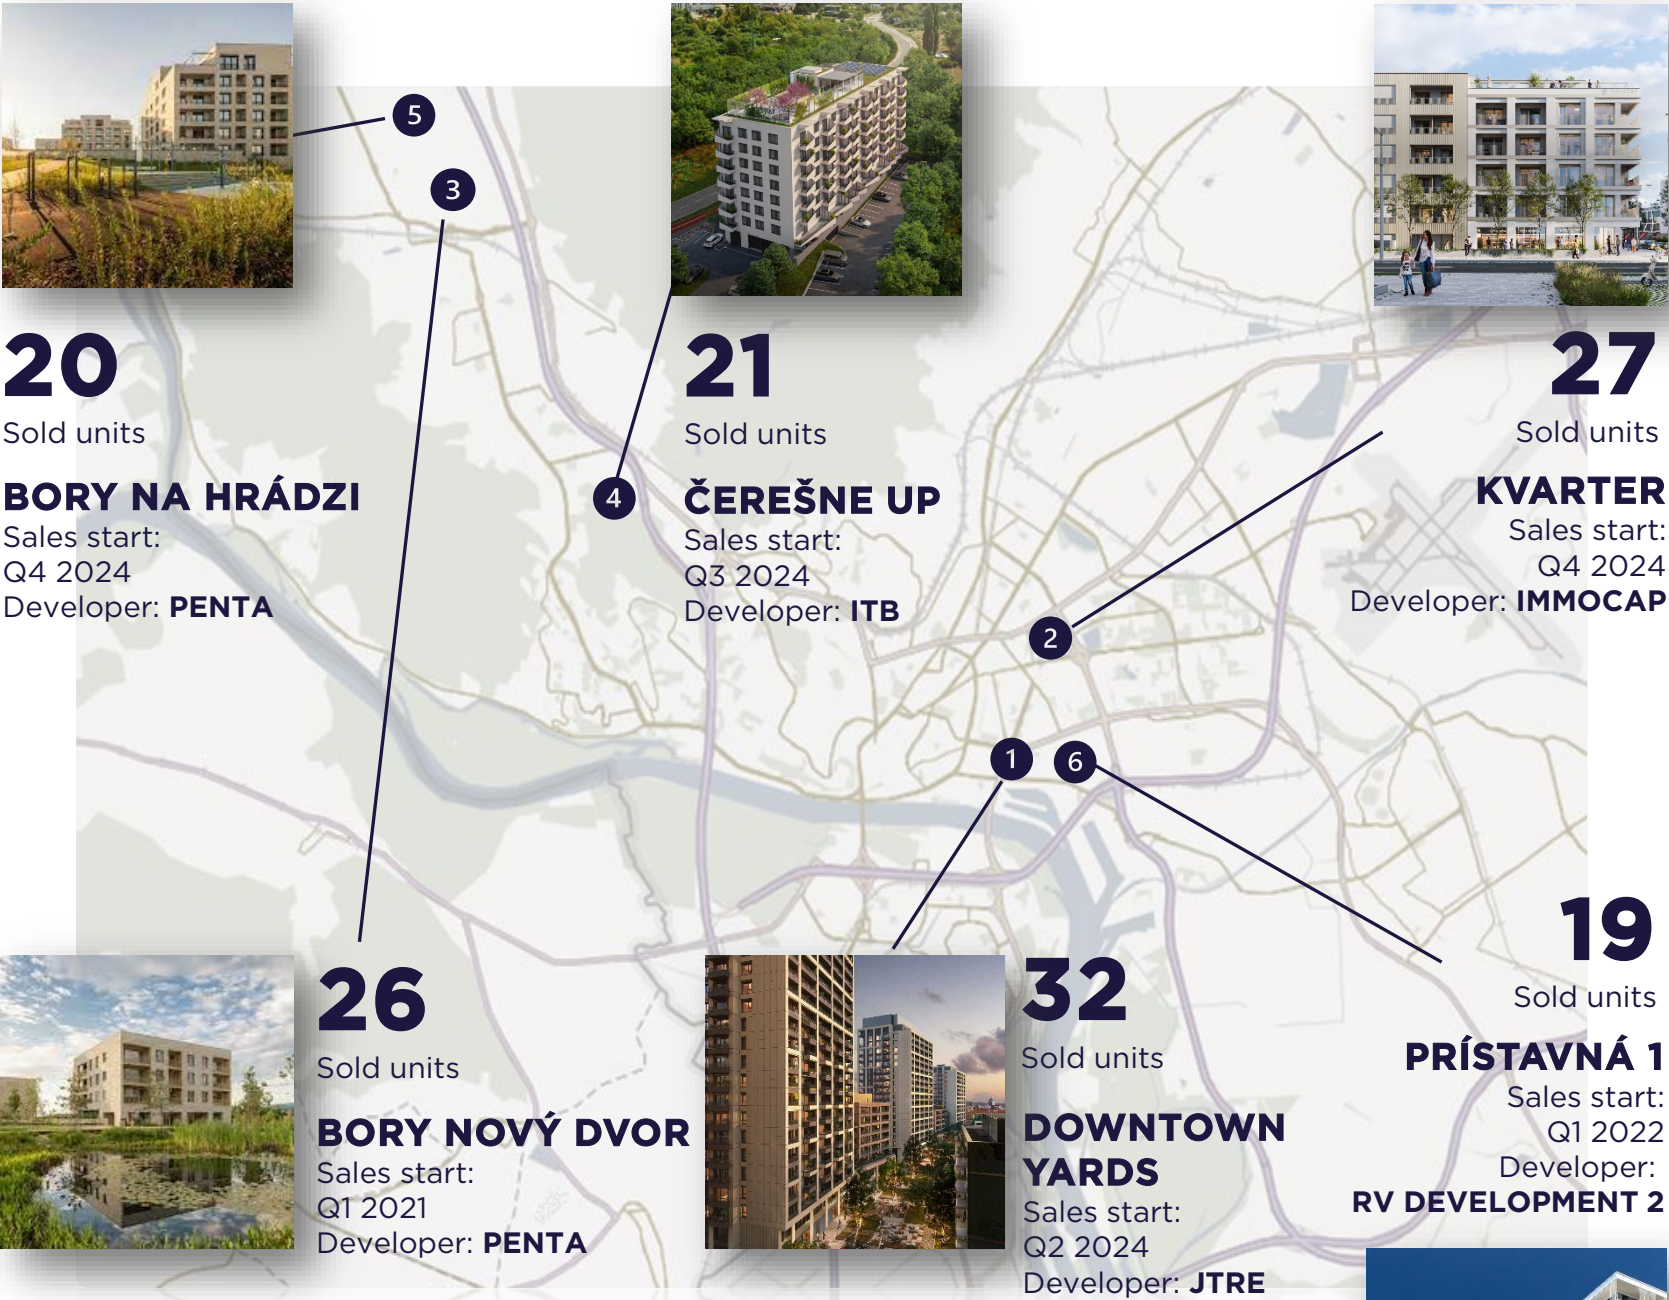 5
3
20
Sold units
BORY NA HRÁDZI
Sales start:
Q4 2024
Developer: PENTA
4
21
Sold units
ČEREŠNE UP
Sales start:
Q3 2024
Developer: ITB
27
Sold units
KVARTER
Sales start:
Q4 2024
Developer: IMMOCAP
2
1
6
26
Sold units
BORY NOVÝ DVOR
Sales start:
Q1 2021
Developer: PENTA
32
Sold units
DOWNTOWN
YARDS
Sales start:
Q2 2024
Developer: JTRE
19
Sold units
PRÍSTAVNÁ 1
Sales start:
Q1 2022
Developer:
RV DEVELOPMENT 2